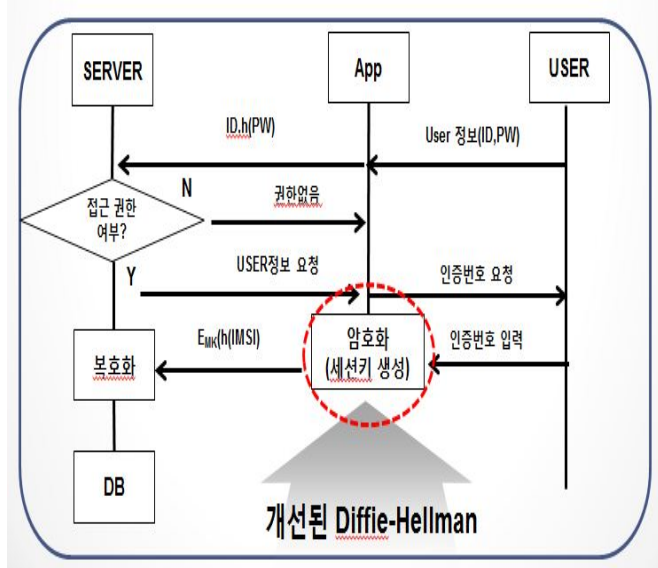 SERVER
App
USER
ID.h(PW)
User 정보(ID,PW)
접근 권한
여부?
N
권한없음
Y
USER정보 요청
인증번호 요청
복호화
E_MK(h(IMSI)
암호화
(세션키 생성)
인증번호 입력
DB
개선된 Diffie-Hellman